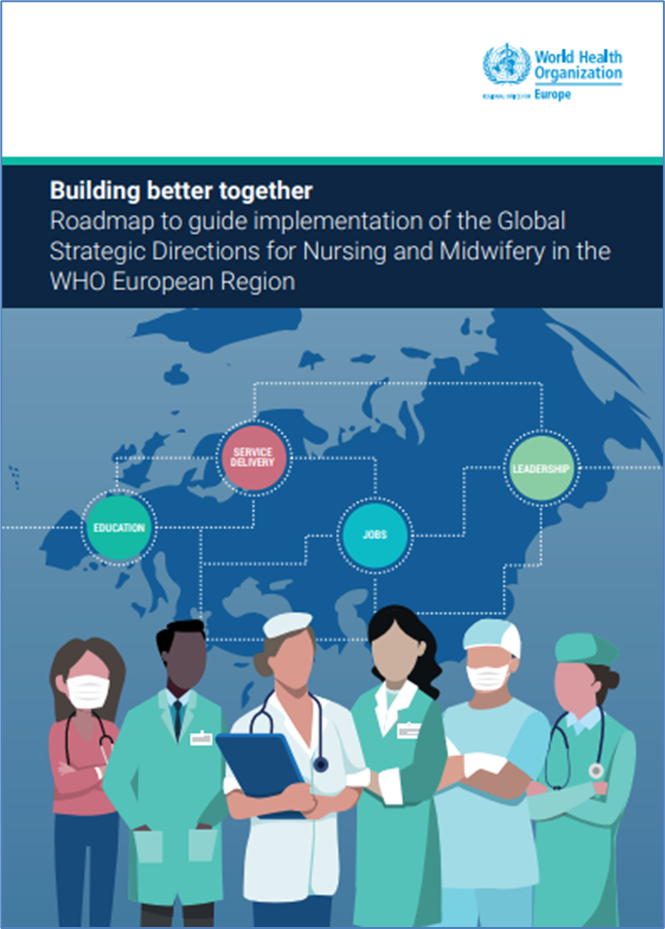 World Health
Organization
REGIONAL OFFICE FOR Europe
Building better together
Roadmap to guide implementation of the Global
Strategic Directions for Nursing and Midwifery in the
WHO European Region
SERVICE
DELIVERY
LEADERSHIP
EDUCATION
JOBS